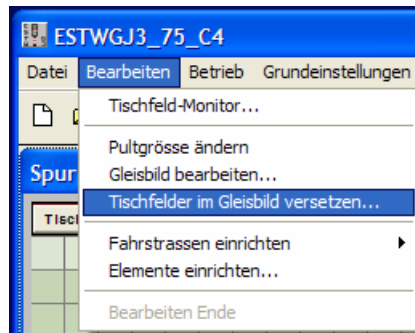 ESTWGJ3_75_C4
Datei Bearbeiten Betrieb Grundeinstellungen
Tischfeld-Monitor...
Pultgrösse ändern
Gleisbild bearbeiten...
Spur
Tischfelder im Gleisbild versetzen...
Tisch
Fahrstrassen einrichten
Elemente einrichten...
Bearbeiten Ende